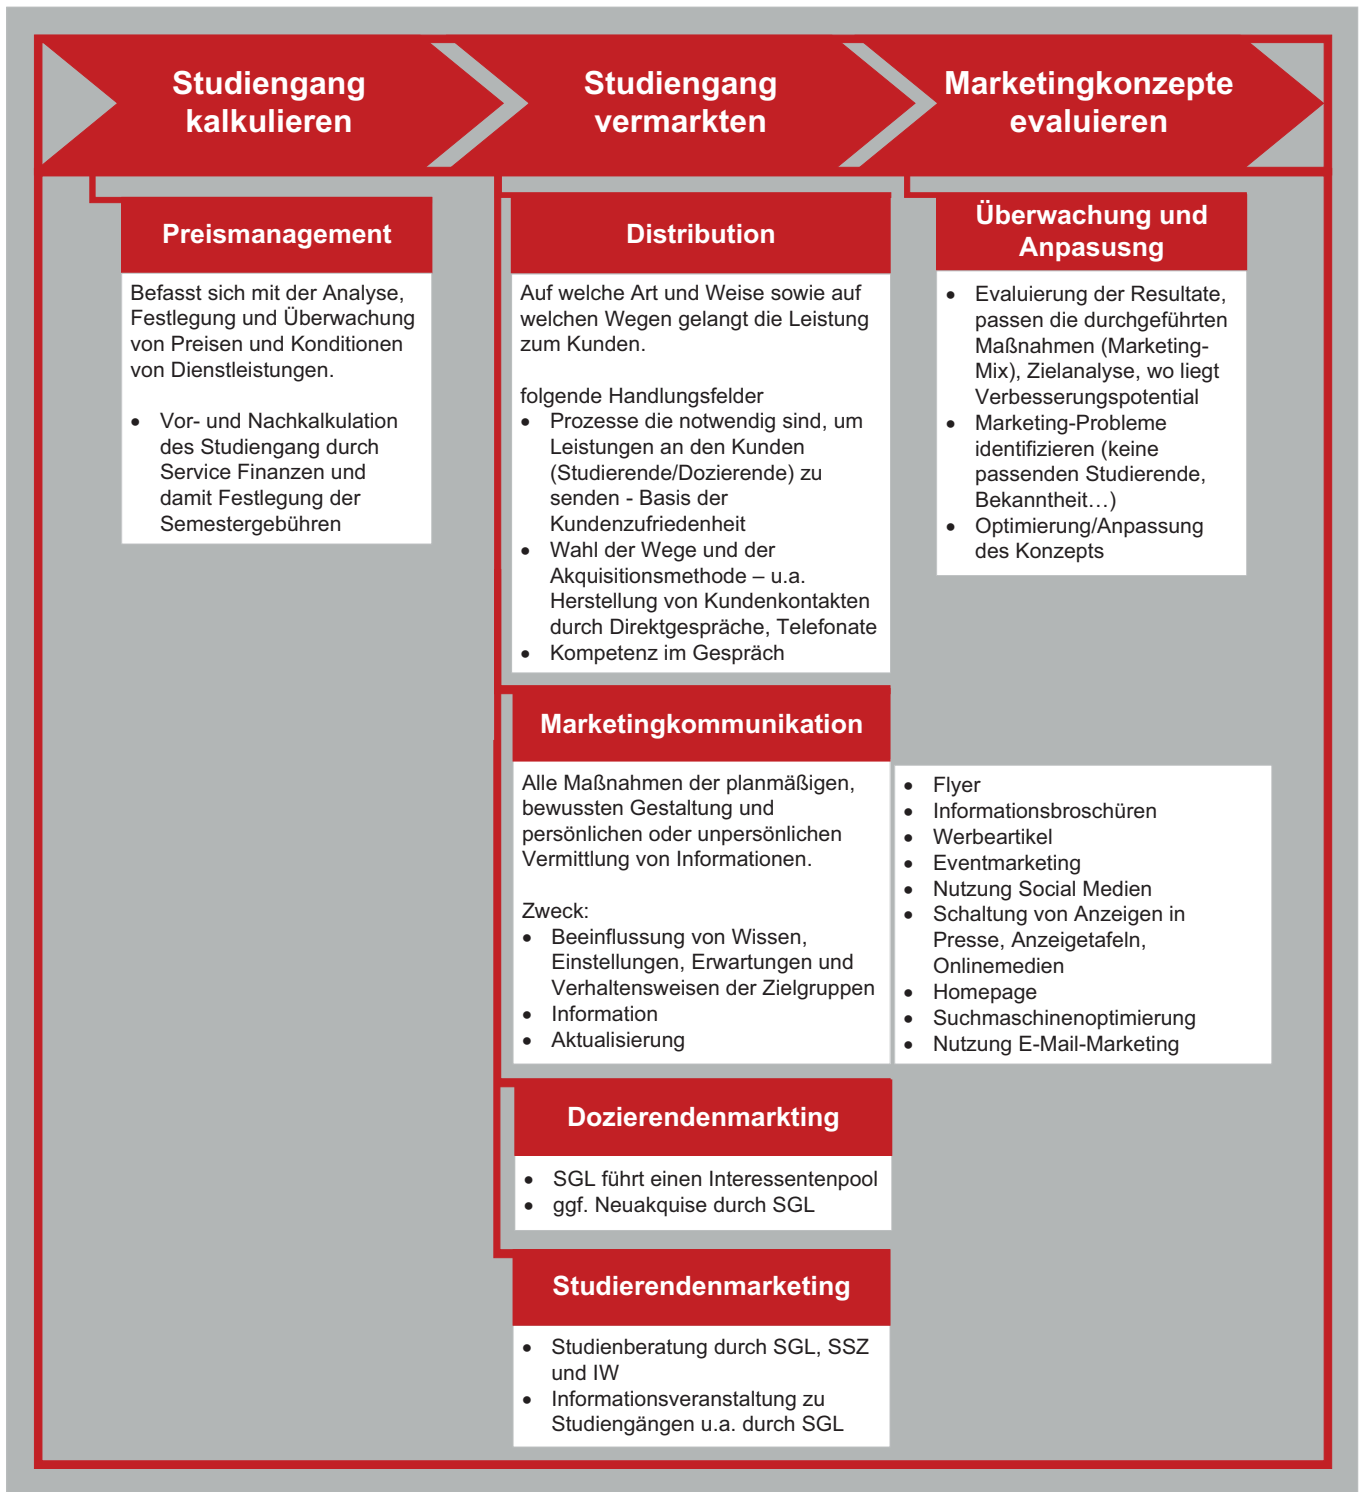 Studiengang
kalkulieren
Studiengang
vermarkten
Marketingkonzepte
evaluieren
Preismanagement
Befasst sich mit der Analyse,
Festlegung und Überwachung
von Preisen und Konditionen
von Dienstleistungen.
• Vor- und Nachkalkulation
des Studiengang durch
Service Finanzen und
damit Festlegung der
Semestergebühren
Distribution
Auf welche Art und Weise sowie auf
welchen Wegen gelangt die Leistung
zum Kunden.
folgende Handlungsfelder
• Prozesse die notwendig sind, um
Leistungen an den Kunden
(Studierende/Dozierende) zu
senden - Basis der
Kundenzufriedenheit
• Wahl der Wege und der
Akquisitionsmethode – u.a.
Herstellung von Kundenkontakten
durch Direktgespräche, Telefonate
• Kompetenz im Gespräch
Überwachung und
Anpasusng
• Evaluierung der Resultate,
passen die durchgeführten
Maßnahmen (Marketing-
Mix), Zielanalyse, wo liegt
Verbesserungspotential
• Marketing-Probleme
identifizieren (keine
passenden Studierende,
Bekanntheit…)
• Optimierung/Anpassung
des Konzepts
Marketingkommunikation
Alle Maßnahmen der planmäßigen,
bewussten Gestaltung und
persönlichen oder unpersönlichen
Vermittlung von Informationen.
Zweck:
• Beeinflussung von Wissen,
Einstellungen, Erwartungen und
Verhaltensweisen der Zielgruppen
• Information
• Aktualisierung
• Flyer
• Informationsbroschüren
• Werbeartikel
• Eventmarketing
• Nutzung Social Medien
• Schaltung von Anzeigen in
Presse, Anzeigetafeln,
Onlinemedien
• Homepage
• Suchmaschinenoptimierung
• Nutzung E-Mail-Marketing
Dozierendenmarkting
• SGL führt einen Interessentenpool
• ggf. Neuakquise durch SGL
Studierendenmarketing
• Studienberatung durch SGL, SSZ
und IW
• Informationsveranstaltung zu
Studiengängen u.a. durch SGL